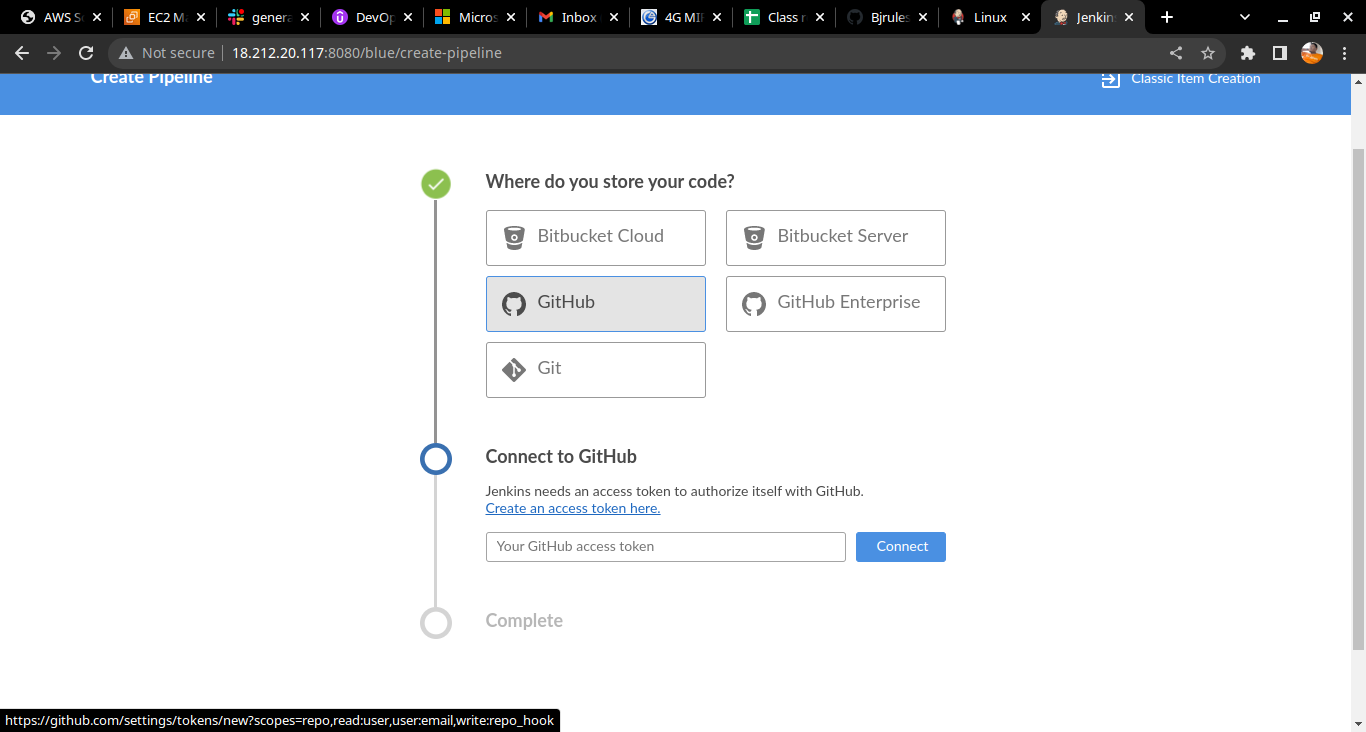 AWS S
EC2 M
genera
DevOp
Micros
Inbox
4G MI
Class r
Bjrules
Linux
Jenkin
Not secure
18.212.20.117:8080/blue/create-pipeline
Create Pipeline
Classic Item Creation
Where do you store your code?
Bitbucket Cloud
Bitbucket Server
GitHub
GitHub Enterprise
Git
Connect to GitHub
Jenkins needs an access token to authorize itself with GitHub.
Create an access token here.
Your GitHub access token
Connect
Complete
https://github.com/settings/tokens/new?scopes=repo,read:user,user:email,write:repo_hook